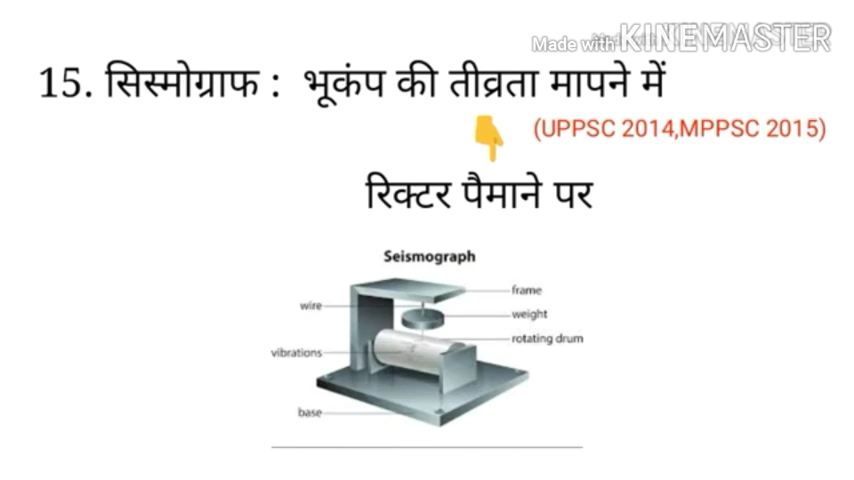 Made with KINEMASTER
15. सिस्मोग्राफ : भूकंप की तीव्रता मापने में
(UPPSC 2014,MPPSC 2015)
रिक्टर पैमाने पर
Seismograph
frame
wire
weight
rotating drum
vibrations
base